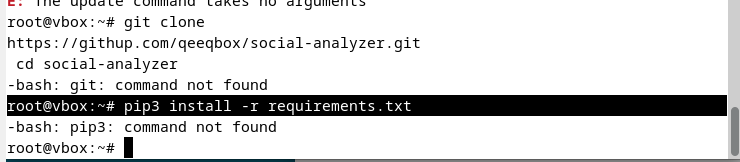 E: The update command takes no arguments
root@vbox:~# git clone
https://githup.com/qeeqbox/social-analyzer.git
 cd social-analyzer
-bash: git: command not found
root@vbox:~# pip3 install -r requirements.txt
-bash: pip3: command not found
root@vbox:~#